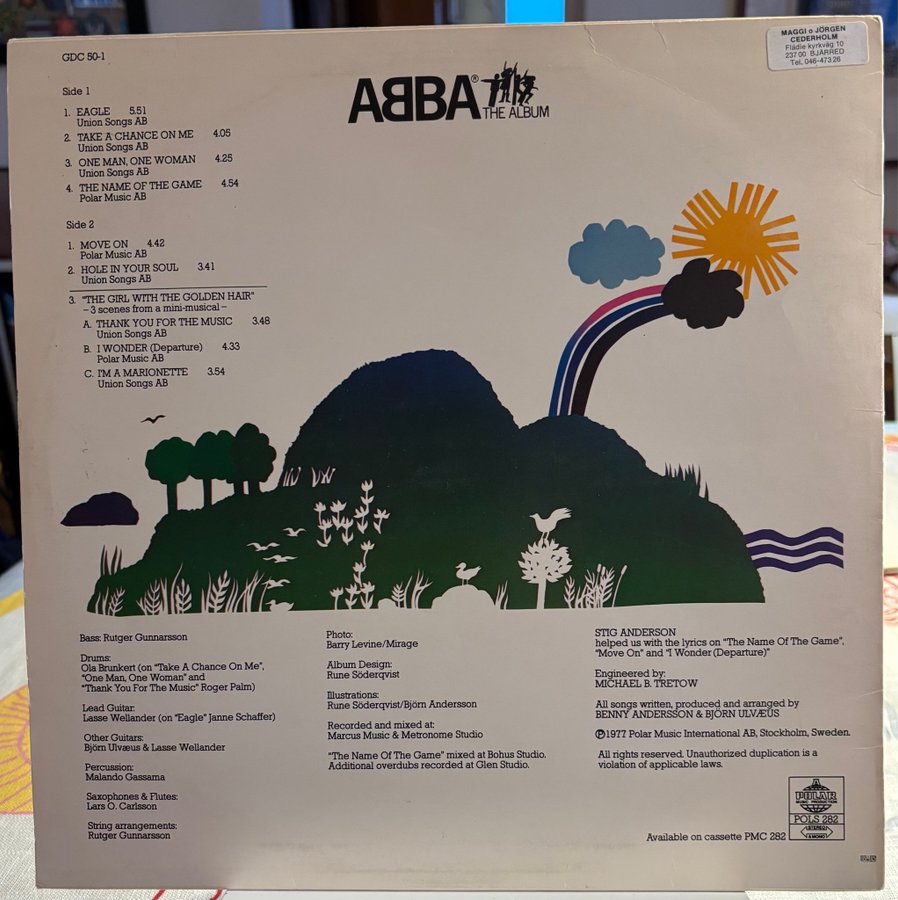 GDC 50-1
MAGGI o JÖRGEN
CEDERHOLM
Flädie kyrkväg 10
237 00 BJÄRRED
Tel. 046-473 26
ABBA®
THE ALBUM
Side 1
1. EAGLE 5.51
Union Songs AB
2. TAKE A CHANCE ON ME 4.05
Union Songs AB
3. ONE MAN, ONE WOMAN 4.25
Union Songs AB
4. THE NAME OF THE GAME 4.54
Polar Music AB
Side 2
1. MOVE ON 4.42
Polar Music AB
2. HOLE IN YOUR SOUL 3.41
Union Songs AB
3. "THE GIRL WITH THE GOLDEN HAIR"
– 3 scenes from a mini-musical –
A. THANK YOU FOR THE MUSIC 3.48
Union Songs AB
B. I WONDER (Departure) 4.33
Polar Music AB
C. I'M A MARIONETTE 3.54
Union Songs AB
Bass: Rutger Gunnarsson
Drums:
Ola Brunkert (on "Take A Chance On Me",
"One Man, One Woman" and
"Thank You For The Music" Roger Palm)
Lead Guitar:
Lasse Wellander (on "Eagle" Janne Schaffer)
Other Guitars:
Björn Ulvæus & Lasse Wellander
Percussion:
Malando Gassama
Saxophones & Flutes:
Lars O. Carlsson
String arrangements:
Rutger Gunnarsson
Photo:
Barry Levine/Mirage
Album Design:
Rune Söderqvist
Illustrations:
Rune Söderqvist/Björn Andersson
Recorded and mixed at:
Marcus Music & Metronome Studio
"The Name Of The Game" mixed at Bohus Studio.
Additional overdubs recorded at Glen Studio.
STIG ANDERSON
helped us with the lyrics on "The Name Of The Game",
"Move On" and "I Wonder (Departure)"
Engineered by:
MICHAEL B. TRETOW
All songs written, produced and arranged by
BENNY ANDERSSON & BJÖRN ULVÆUS
Ⓟ 1977 Polar Music International AB, Stockholm, Sweden.
All rights reserved. Unauthorized duplication is a
violation of applicable laws.
Available on cassette PMC 282
A
POLAR
MUSIC PRODUCTION
POLS 282
STEREO
& MONO